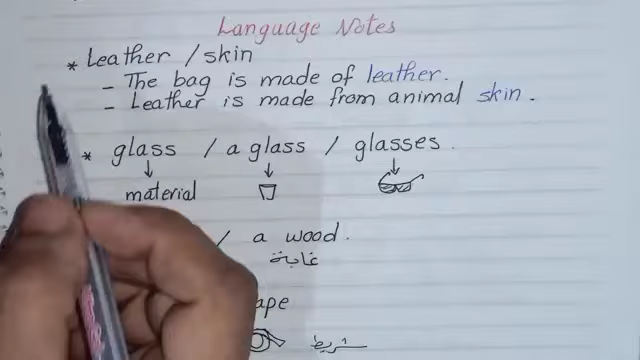 Language Notes
* Leather / skin
- The bag is made of leather.
- Leather is made from animal skin.
* glass / a glass / glasses.
material
/ a wood.
غابة
ape
شريط